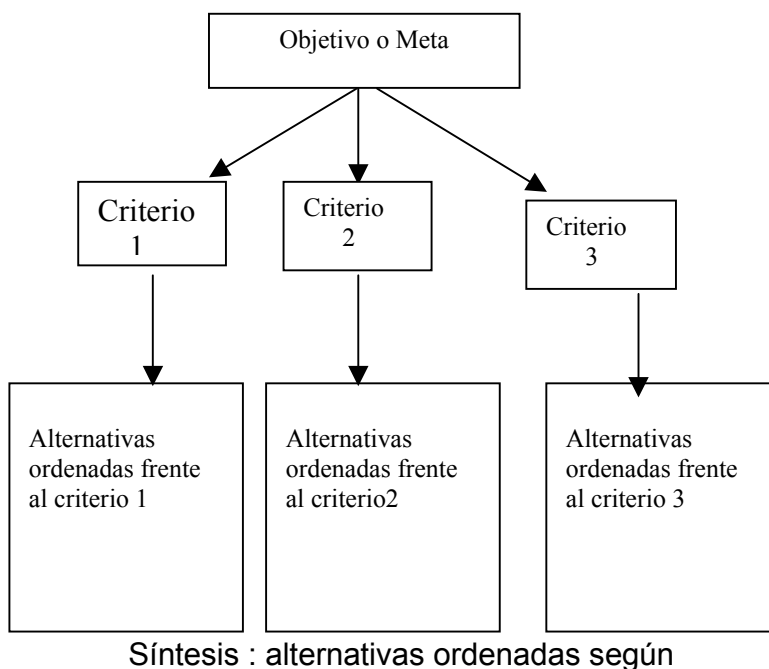 Objetivo o Meta
Criterio
1
Criterio
2
Criterio
3
Alternativas
ordenadas frente
al criterio 1
Alternativas
ordenadas frente
al criterio2
Alternativas
ordenadas frente
al criterio 3
Síntesis : alternativas ordenadas según